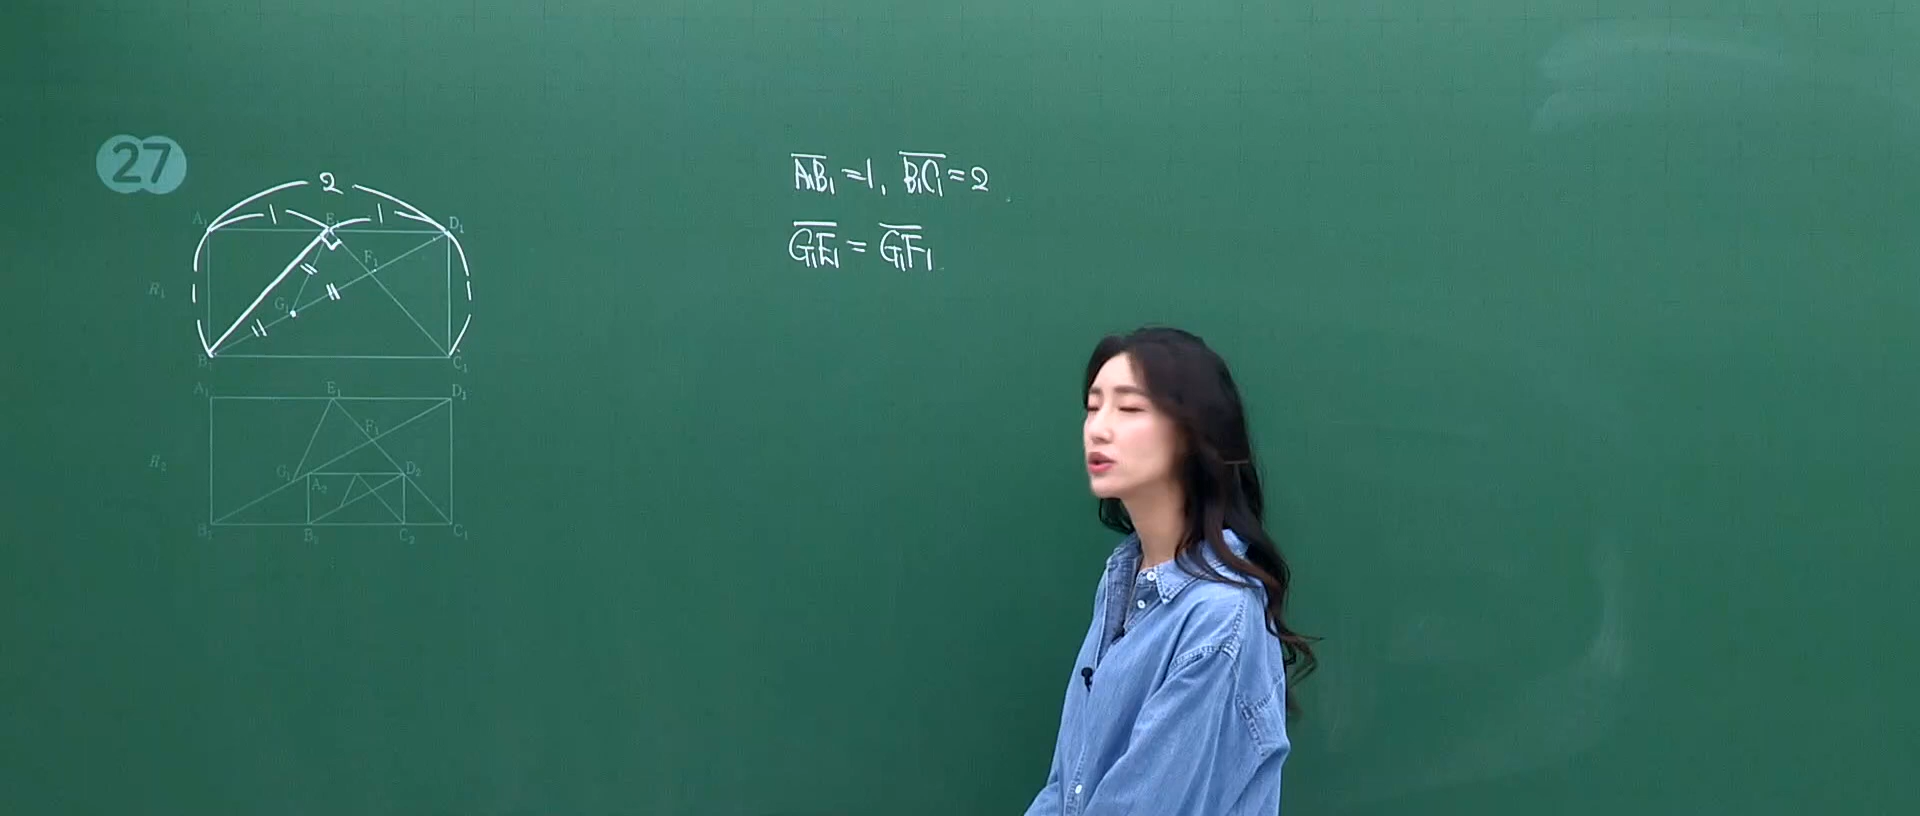 27
2
A₁ 1 E₁ 1 D₁
F₁
R₁
G₁
B₁ C₁
A₁ E₁ D₁
F₁
R₂
G₁ A₂ D₂
B₁ B₂ C₂ C₁
A₁B₁ = 1, B₁C₁ = 2
G₁E₁ = G₁F₁